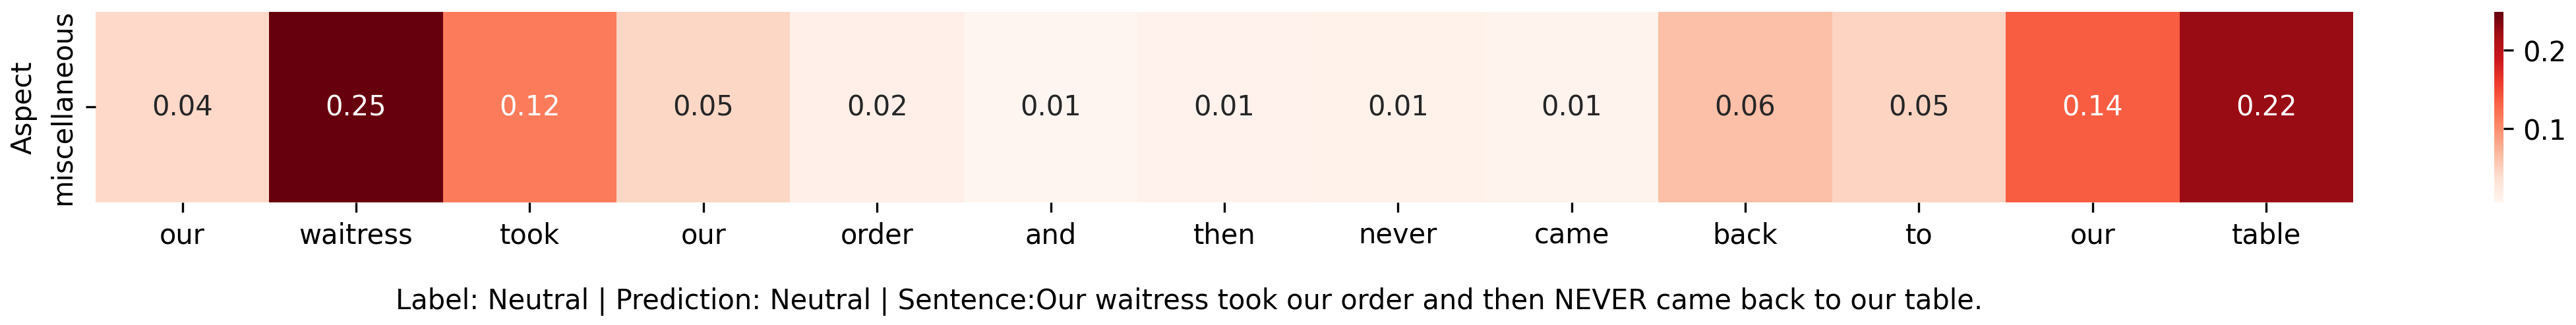 Aspect
miscellaneous
0.04 0.25 0.12 0.05 0.02 0.01 0.01 0.01 0.01 0.06 0.05 0.14 0.22
our waitress took our order and then never came back to our table
0.2
0.1
Label: Neutral | Prediction: Neutral | Sentence:Our waitress took our order and then NEVER came back to our table.